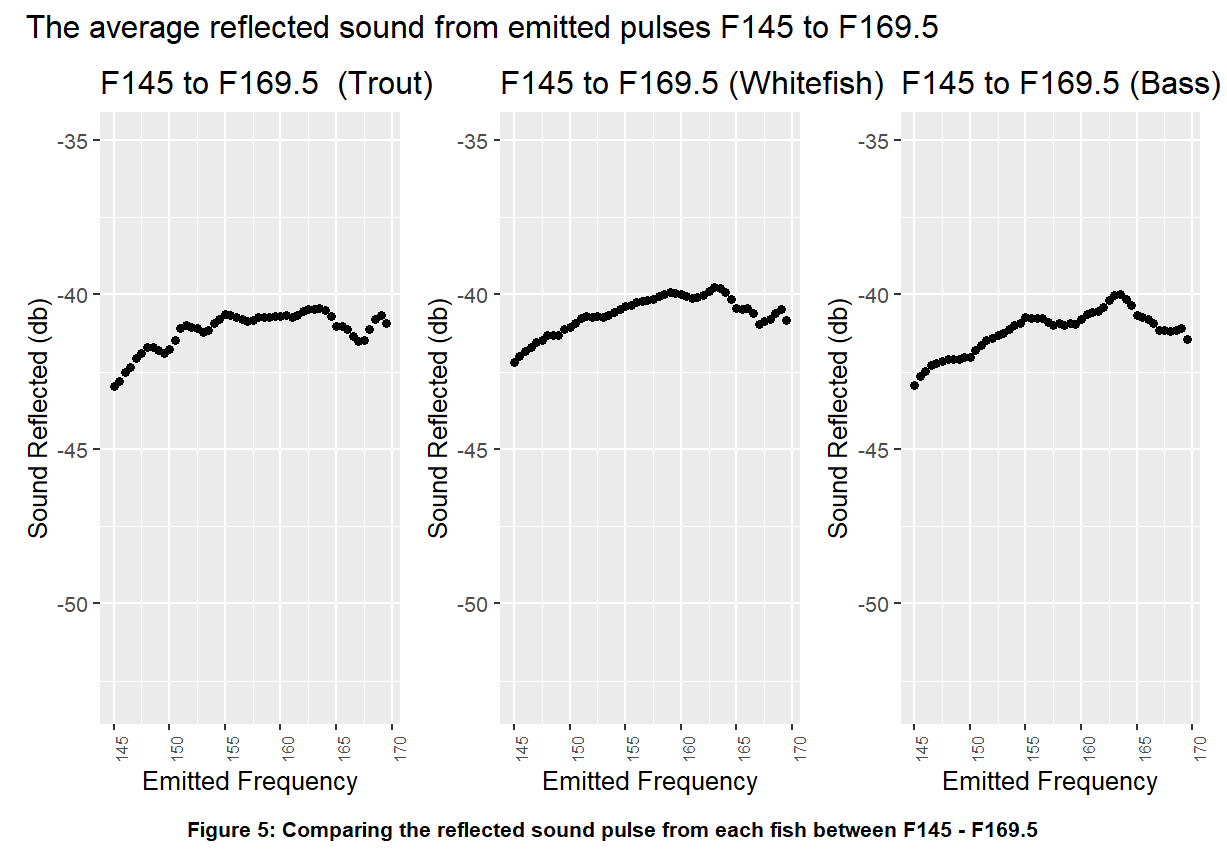 The average reflected sound from emitted pulses F145 to F169.5
F145 to F169.5  (Trout)
F145 to F169.5 (Whitefish)
F145 to F169.5 (Bass)
-35
-40
-45
-50
Sound Reflected (db)
145
150
155
160
165
170
Emitted Frequency
-35
-40
-45
-50
Sound Reflected (db)
145
150
155
160
165
170
Emitted Frequency
-35
-40
-45
-50
Sound Reflected (db)
145
150
155
160
165
170
Emitted Frequency
Figure 5: Comparing the reflected sound pulse from each fish between F145 - F169.5